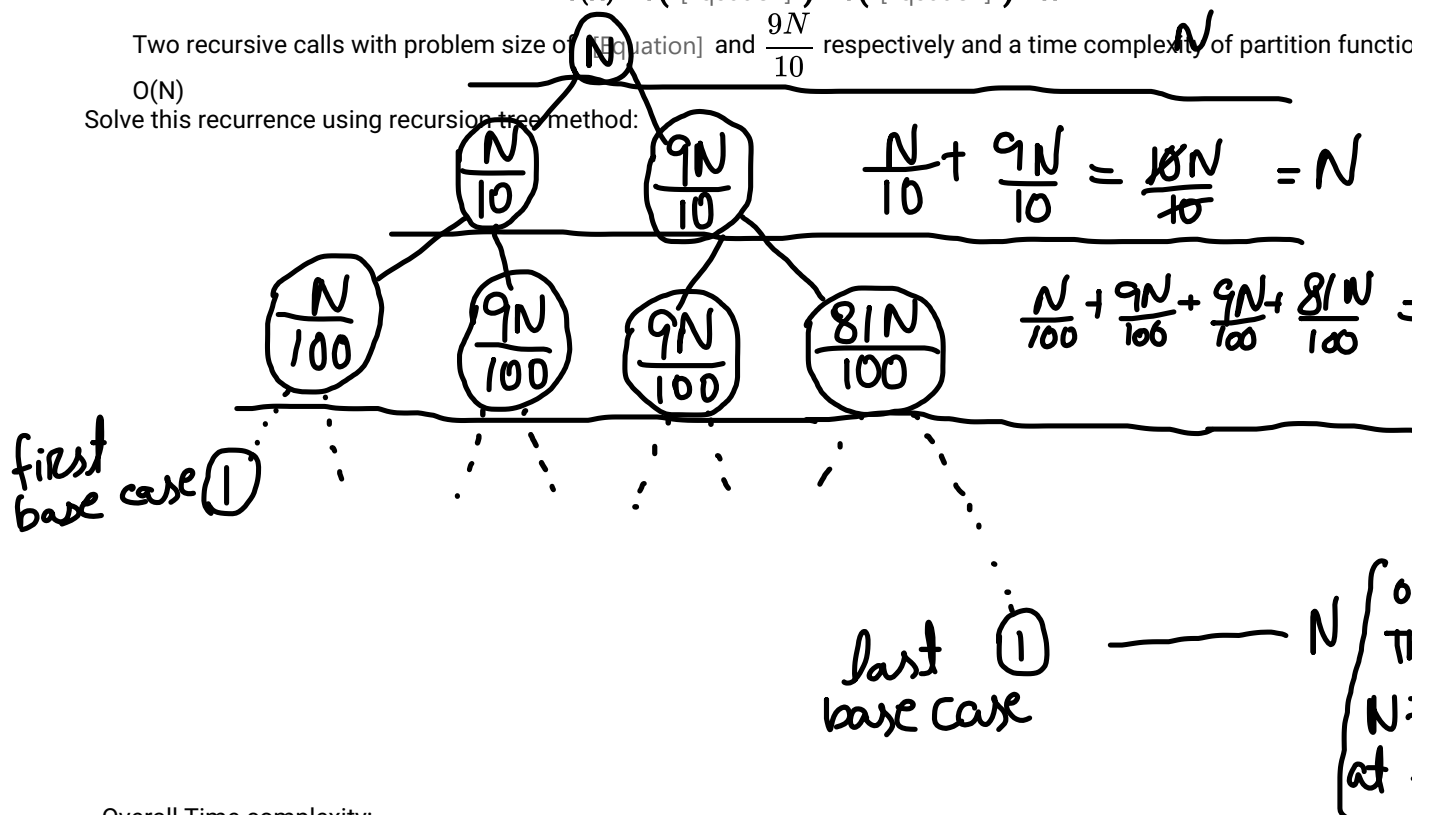 Two recursive calls with problem size of [Equation] and 9N/10 respectively and a time complexity of partition functio
N
N
O(N)
Solve this recurrence using recursion tree method:
N/10
9N/10
N/10 + 9N/10 = 10N/10 = N
N/100
9N/100
9N/100
81N/100
N/100 + 9N/100 + 9N/100 + 81N/100 =
first
base case 1
last 1
base case
N
N
at
Overall Time complexity: